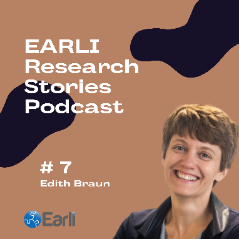 EARLI
Research
Stories
Podcast
# 7
Edith Braun
Earli